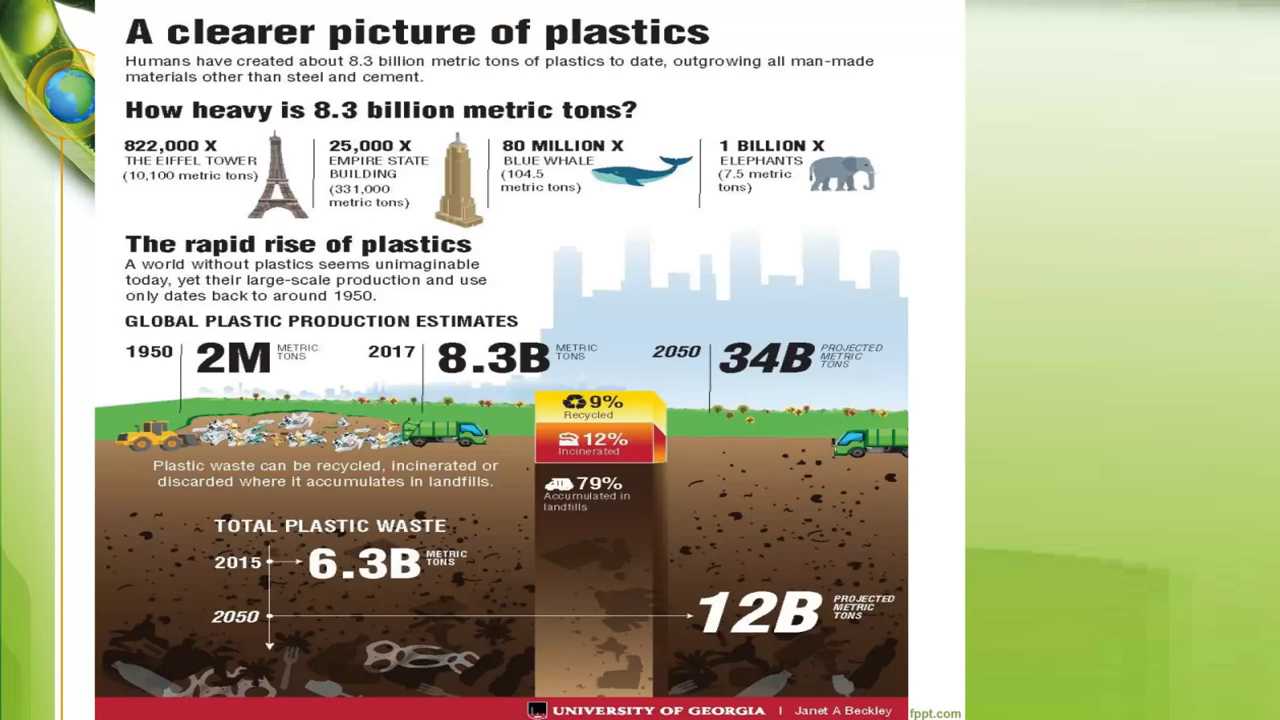 A clearer picture of plastics
Humans have created about 8.3 billion metric tons of plastics to date, outgrowing all man-made
materials other than steel and cement.
How heavy is 8.3 billion metric tons?
822,000 X
THE EIFFEL TOWER
(10,100 metric tons)
25,000 X
EMPIRE STATE
BUILDING
(331,000
metric tons)
80 MILLION X
BLUE WHALE
(104.5
metric tons)
1 BILLION X
ELEPHANTS
(7.5 metric
tons)
The rapid rise of plastics
A world without plastics seems unimaginable
today, yet their large-scale production and use
only dates back to around 1950.
GLOBAL PLASTIC PRODUCTION ESTIMATES
1950
2M
METRIC
TONS
2017
8.3B
METRIC
TONS
2050
34B
PROJECTED
METRIC
TONS
9%
Recycled
12%
Incinerated
79%
Accumulated in
landfills
Plastic waste can be recycled, incinerated or
discarded where it accumulates in landfills.
TOTAL PLASTIC WASTE
2015
6.3B
METRIC
TONS
2050
12B
PROJECTED
METRIC
TONS
UNIVERSITY OF GEORGIA | Janet A Beckley
fppt.com